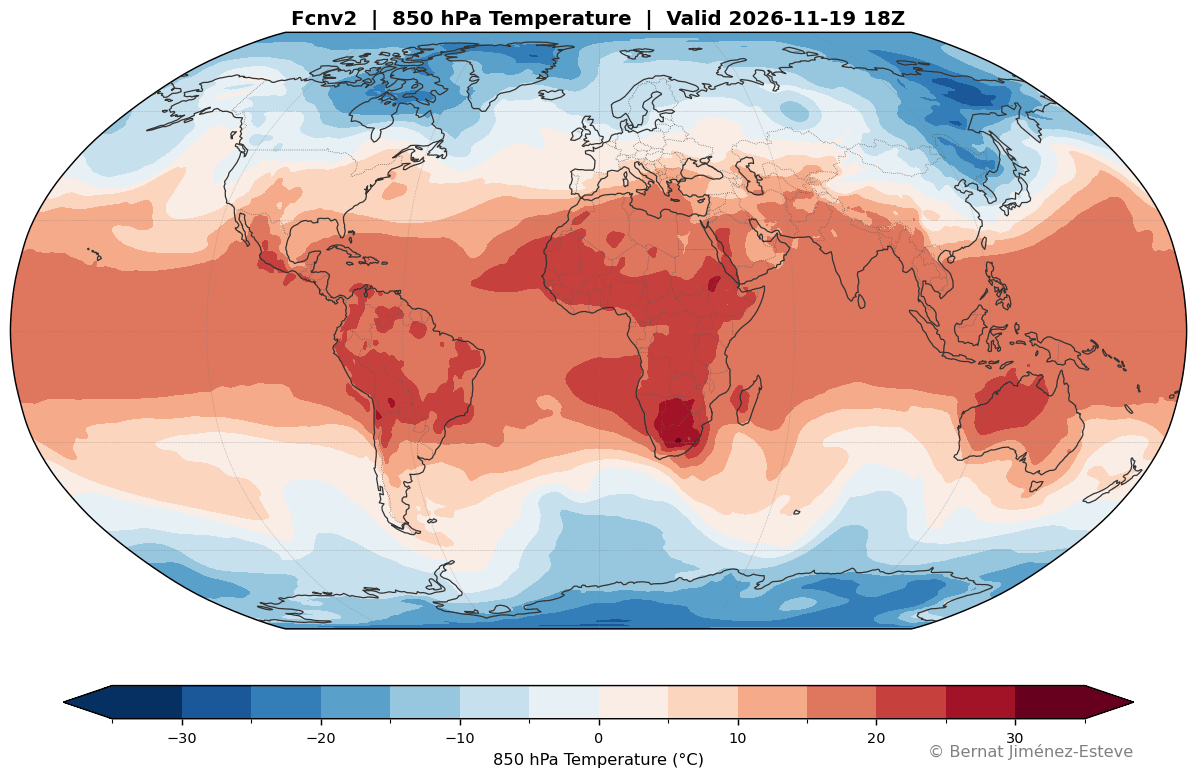 Fcnv2 | 850 hPa Temperature | Valid 2026-11-19 18Z
−30 −20 −10 0 10 20 30
850 hPa Temperature (°C)
© Bernat Jiménez-Esteve